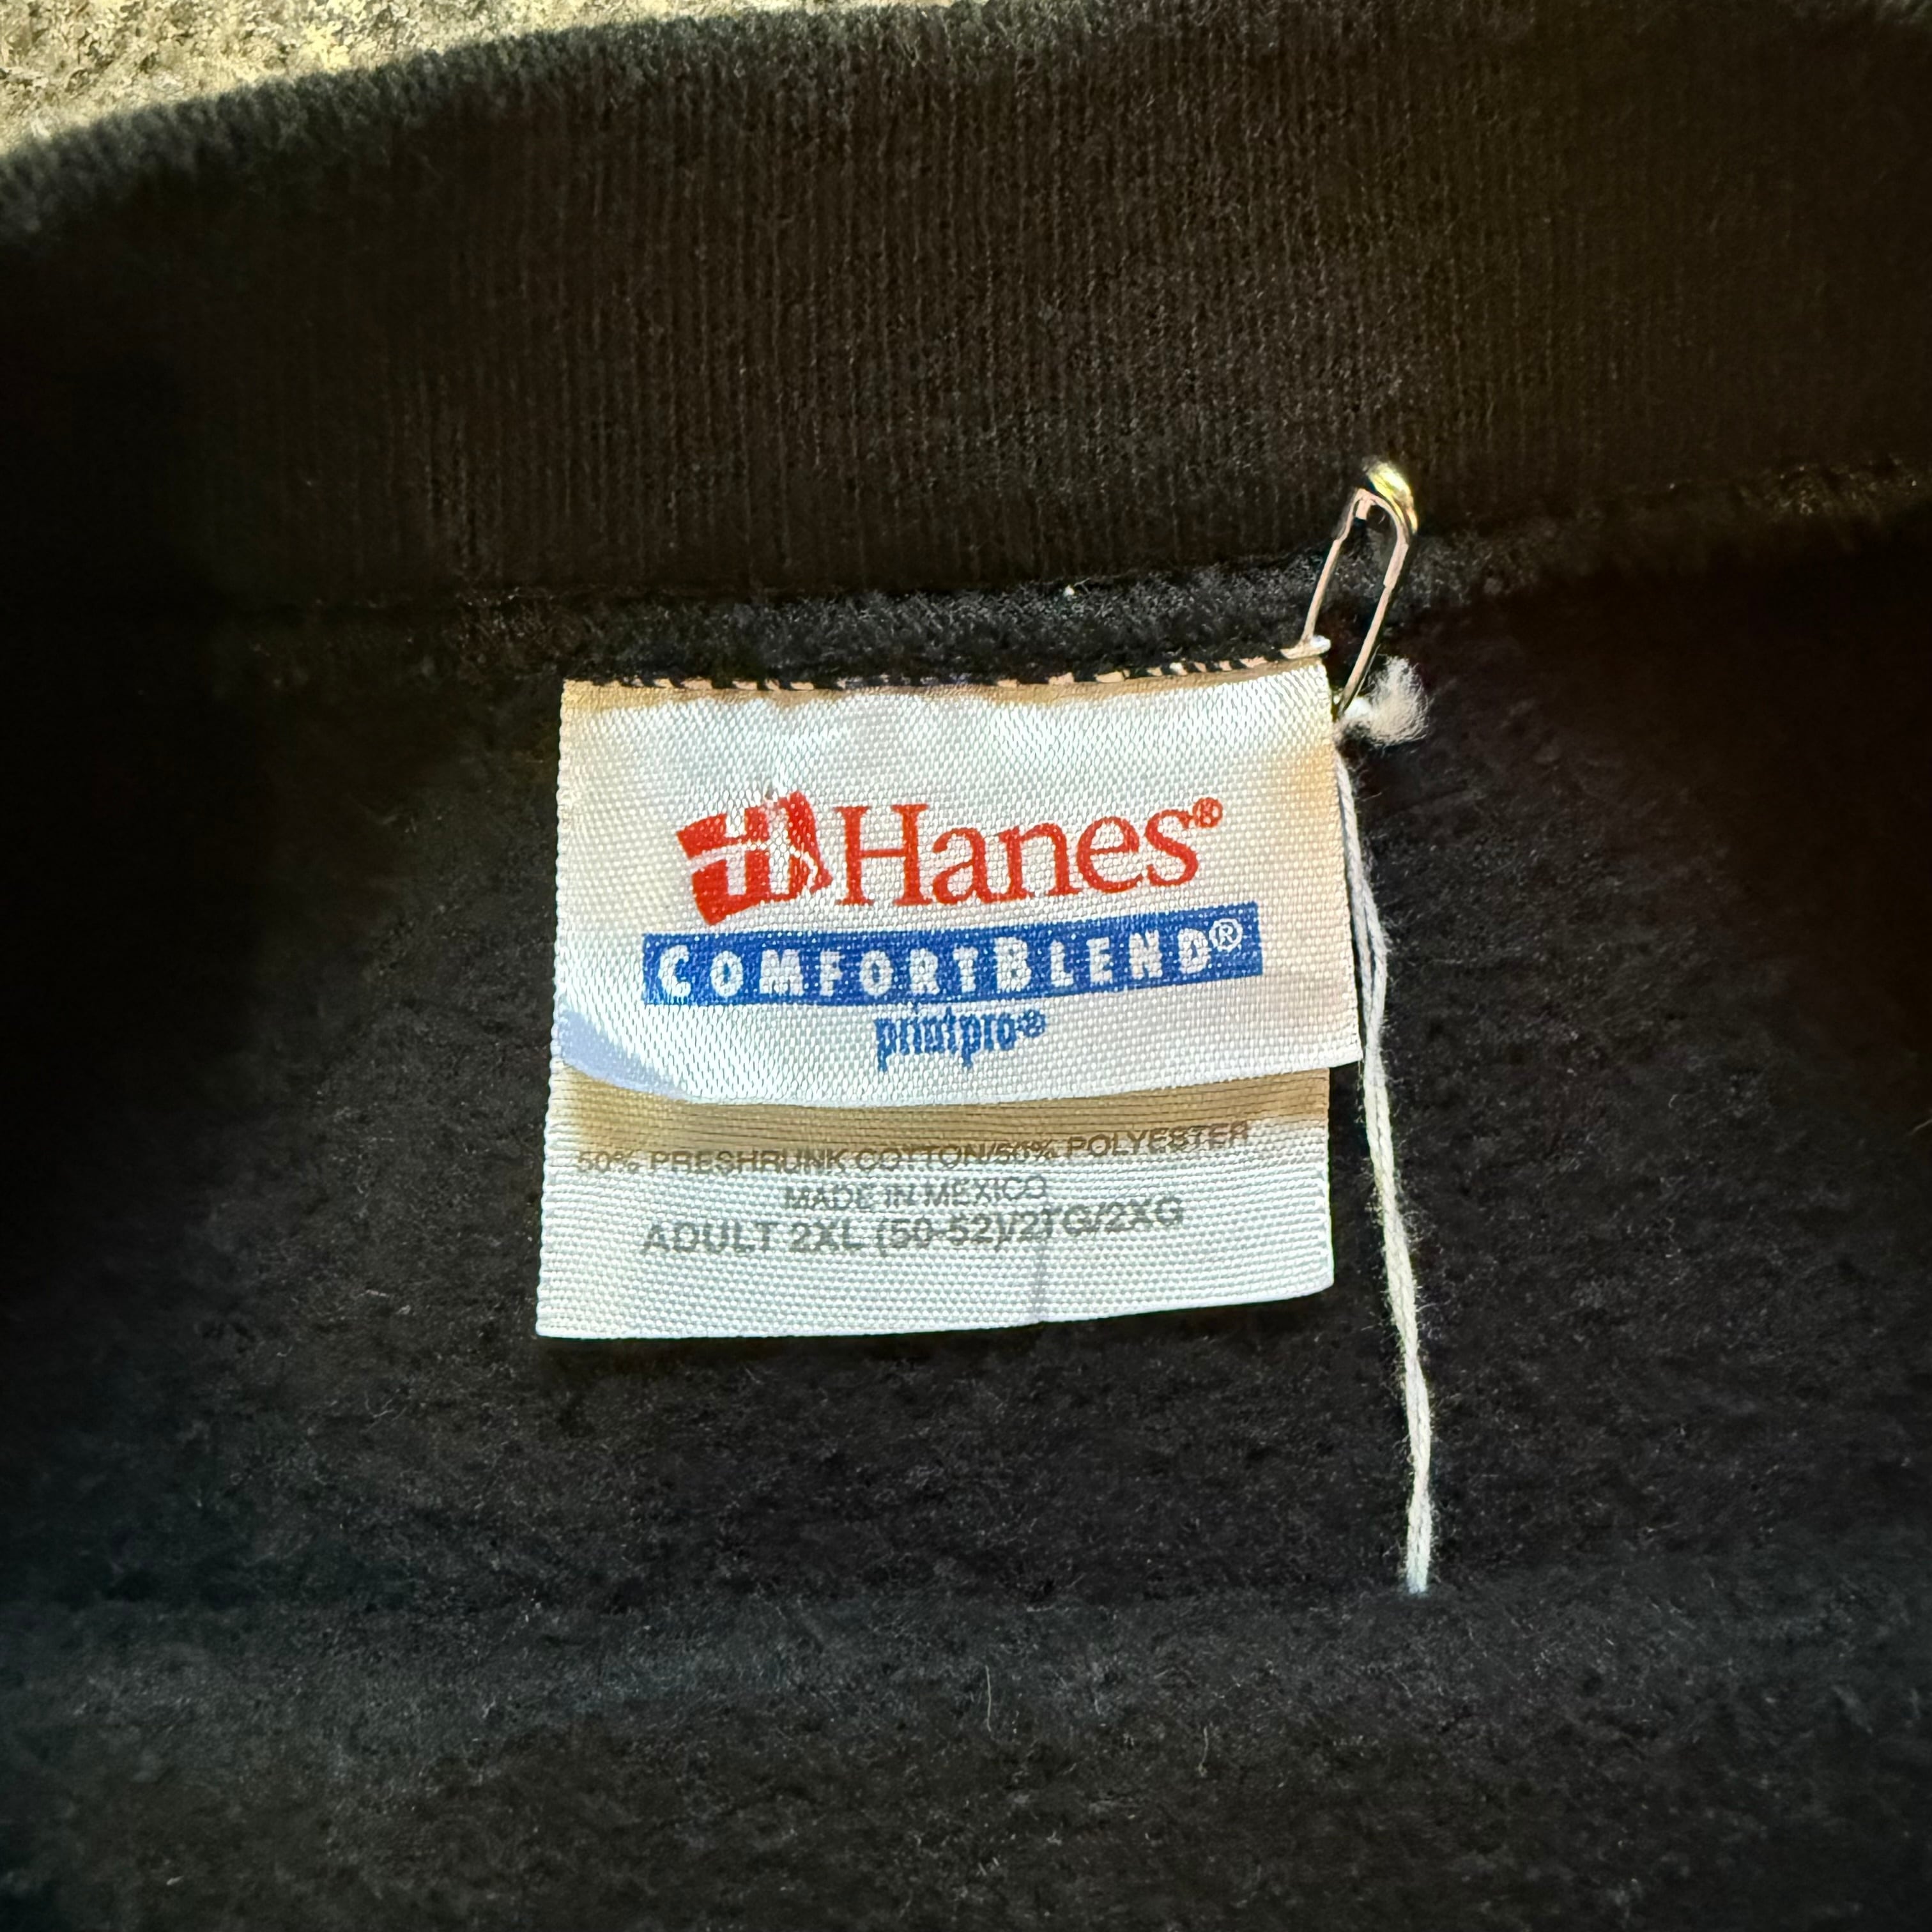 H Hanes®
COMFORTBLEND®
printpro®
50% PRESHRUNK COTTON/50% POLYESTER
MADE IN MEXICO
ADULT 2XL (50-52)/2TG/2XG